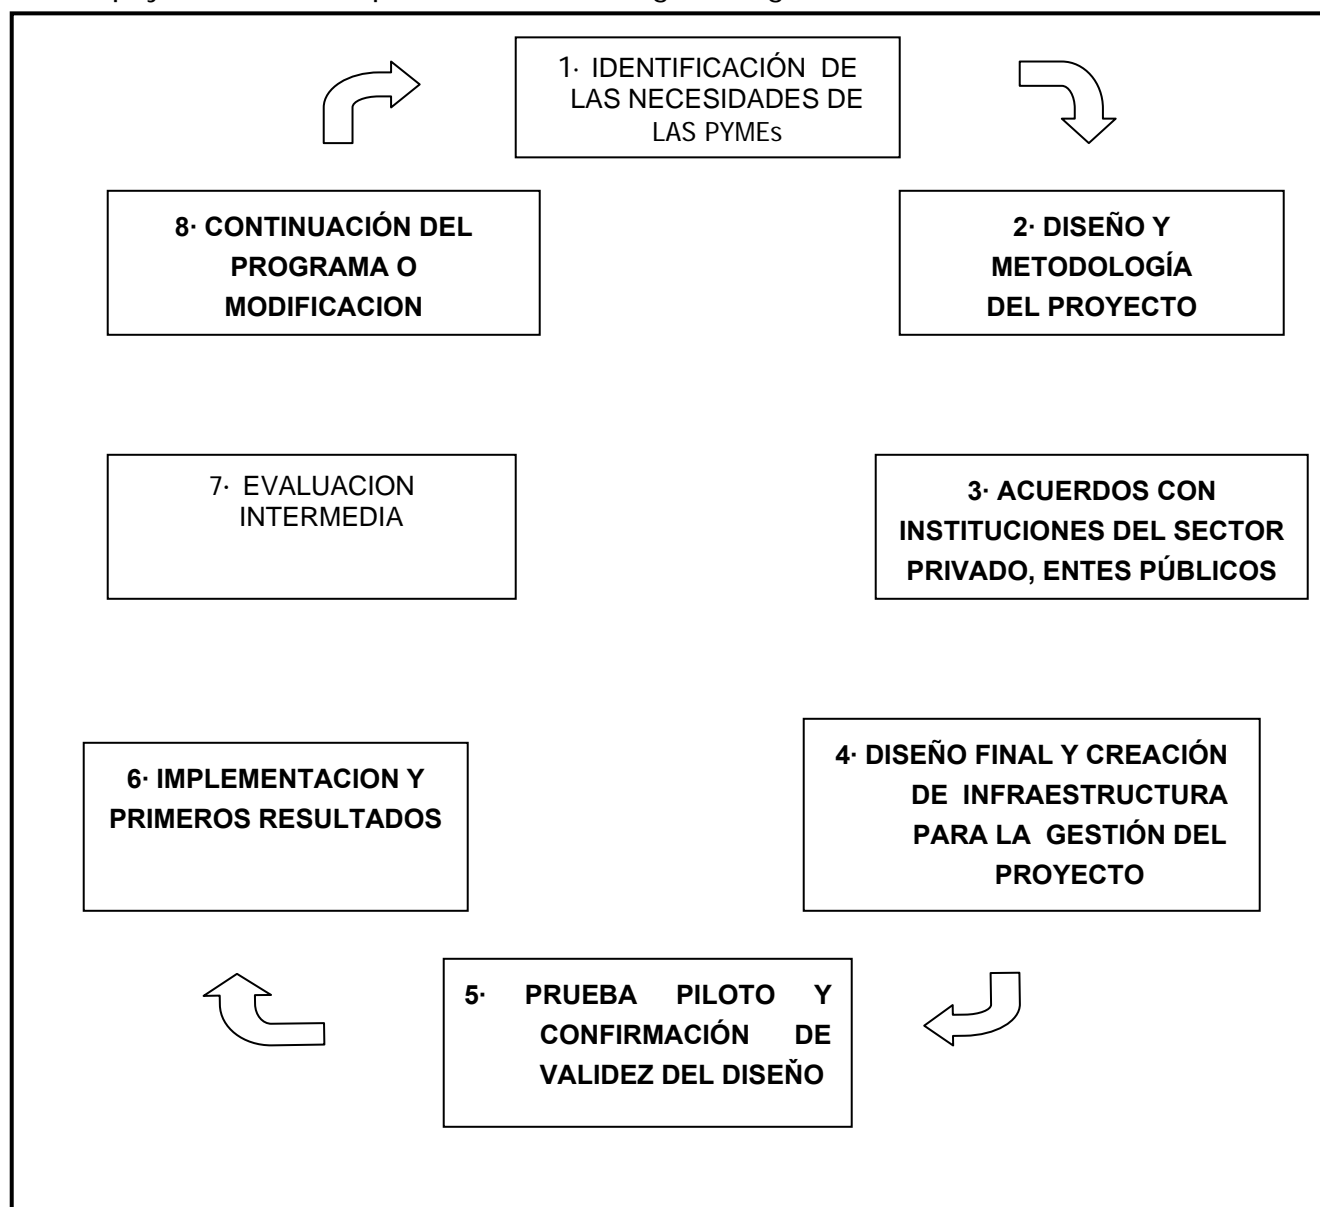 1· IDENTIFICACIÓN DE
LAS NECESIDADES DE
LAS PYMEs
8· CONTINUACIÓN DEL
PROGRAMA O
MODIFICACION
2· DISEÑO Y
METODOLOGÍA
DEL PROYECTO
7· EVALUACION
INTERMEDIA
3· ACUERDOS CON
INSTITUCIONES DEL SECTOR
PRIVADO, ENTES PÚBLICOS
6· IMPLEMENTACION Y
PRIMEROS RESULTADOS
4· DISEÑO FINAL Y CREACIÓN
DE INFRAESTRUCTURA
PARA LA GESTIÓN DEL
PROYECTO
5· PRUEBA PILOTO Y
CONFIRMACIÓN DE
VALIDEZ DEL DISEÑO